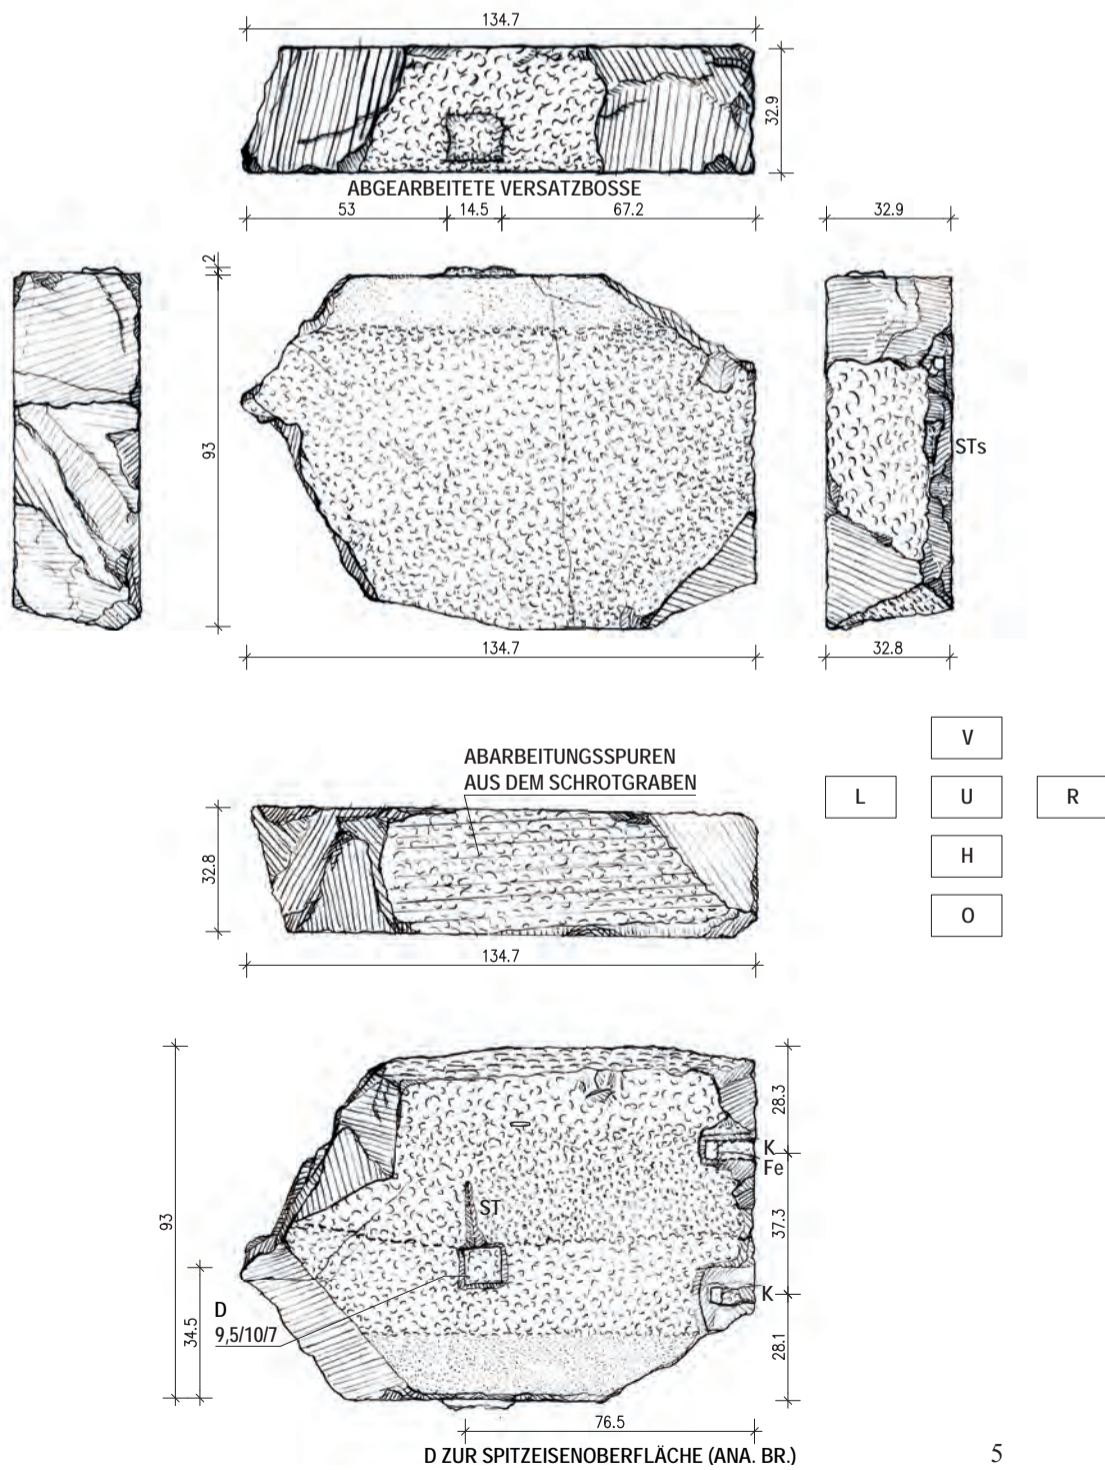 134.7
32.9
ABGEARBEITETE VERSATZBOSSE
53 14.5 67.2 32.9
2
93
STs
134.7 32.8
V
L U R
H
O
ABARBEITUNGSSPUREN
AUS DEM SCHROTGRABEN
32.8
134.7
28.3
K
Fe
ST
93
37.3
K
D
9,5/10/7
34.5
28.1
76.5
D ZUR SPITZEISENOBERFLÄCHE (ANA. BR.)
5